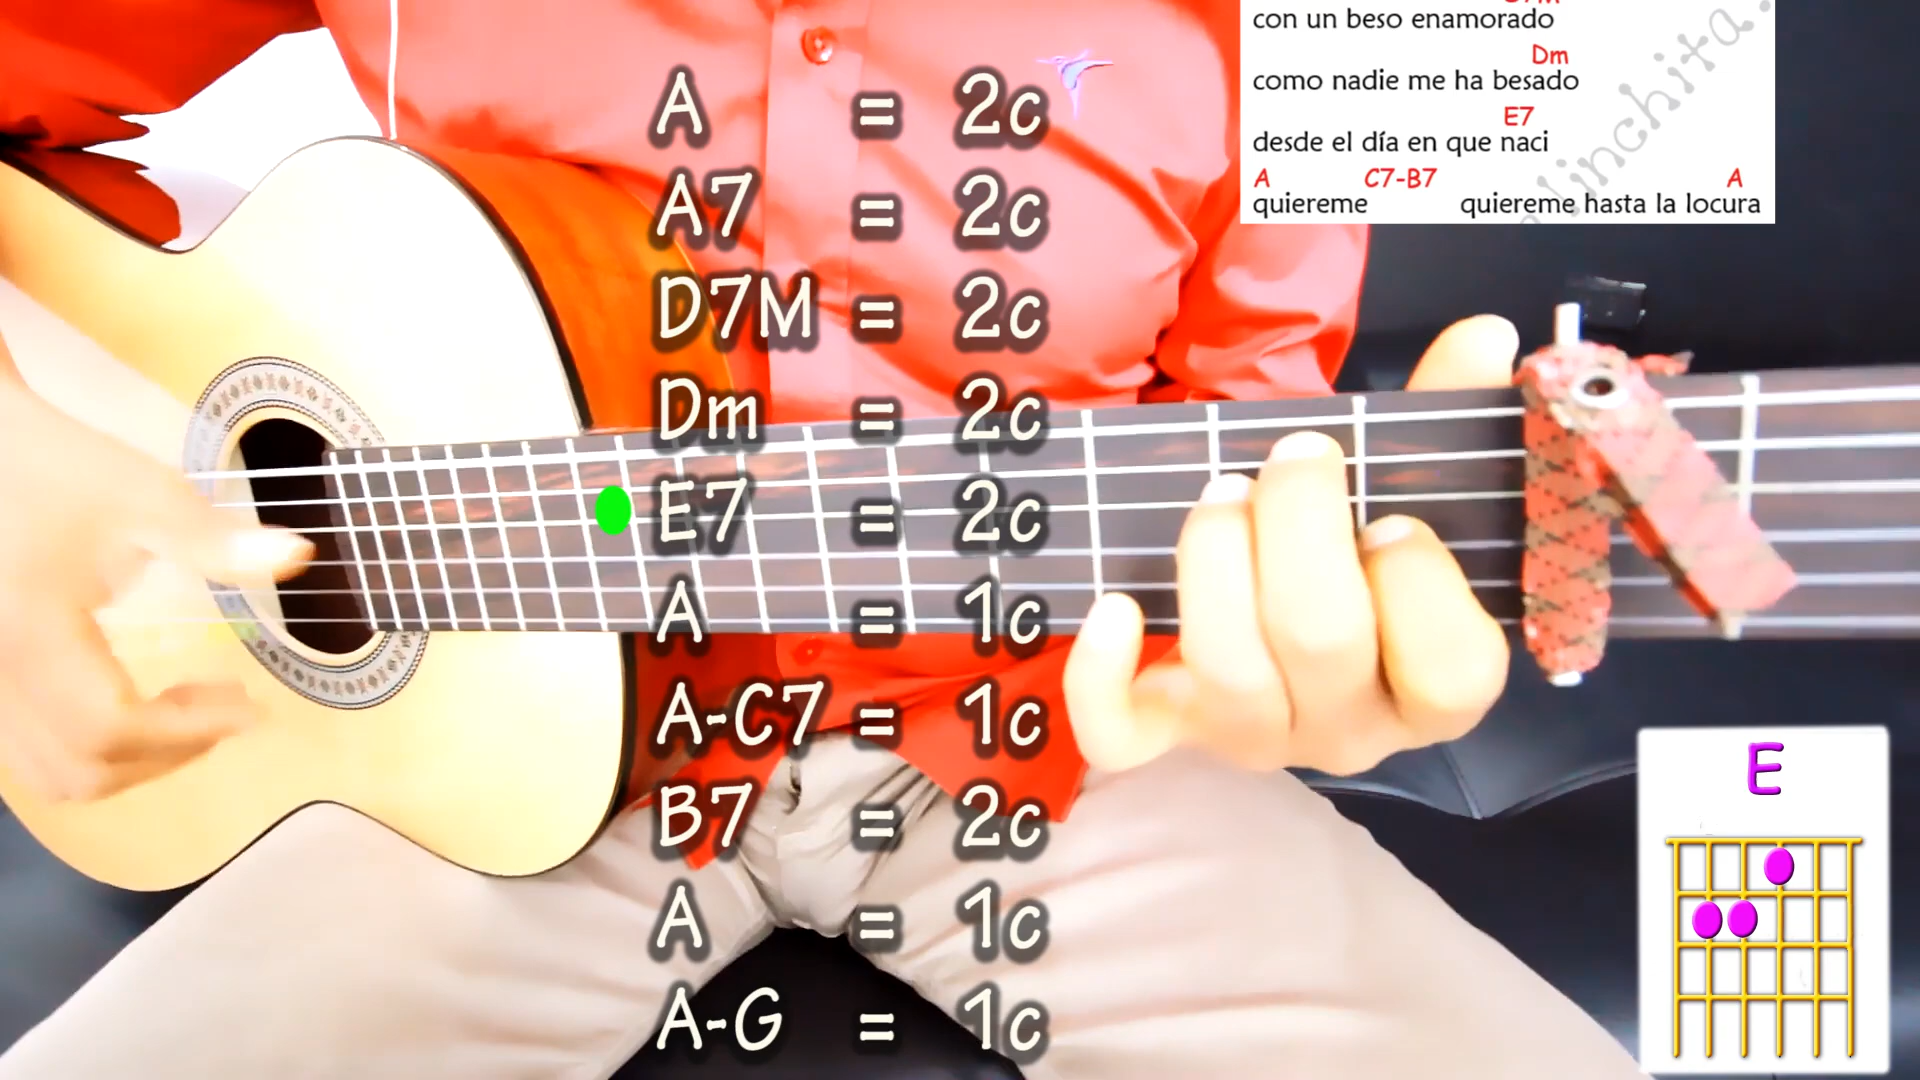 con un beso enamorado
Dm
como nadie me ha besado
E7
desde el día en que naci
A C7-B7 A
quiereme quiereme hasta la locura
A = 2c
A7 = 2c
D7M = 2c
Dm = 2c
E7 = 2c
A = 1c
A-C7 = 1c
B7 = 2c
A = 1c
A-G = 1c
E